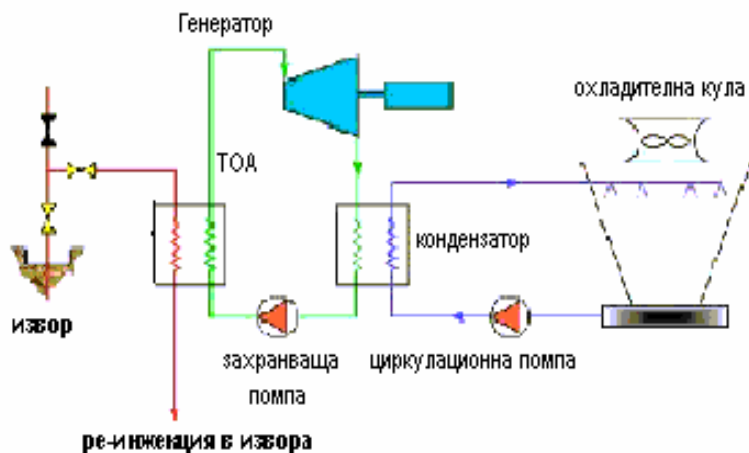 Генератор
охладителна кула
ТОА
кондензатор
извор
захранваща
помпа
циркулационна помпа
ре-инжекция в извора